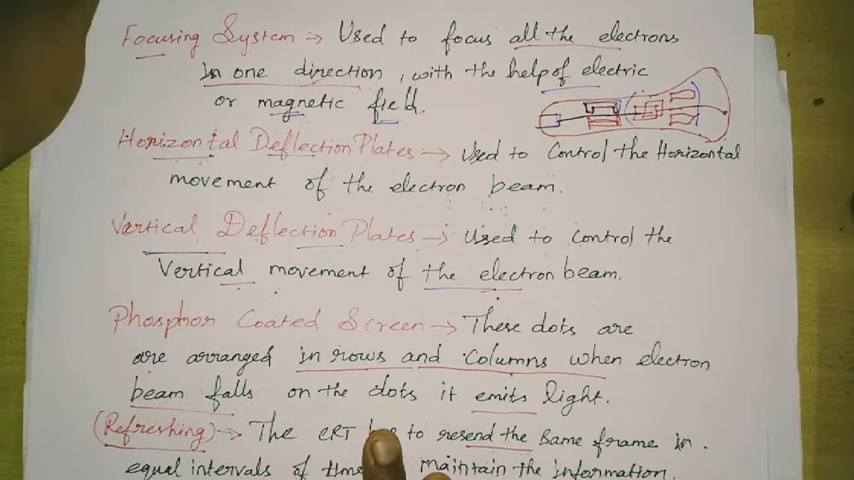 Focusing System → Used to focus all the electrons
in one direction, with the help of electric
or magnetic field.
Horizontal Deflection Plates → Used to control the Horizontal
movement of the electron beam.
Vartical Deflection Plates → Used to control the
Vertical movement of the electron beam.
Phosphor Coated Screen → These dots are
are arranged in rows and columns when electron
beam falls on the dots it emits light.
(Refreshing) → The CRT to resend the same frame in.
equal intervals of time maintain the information.